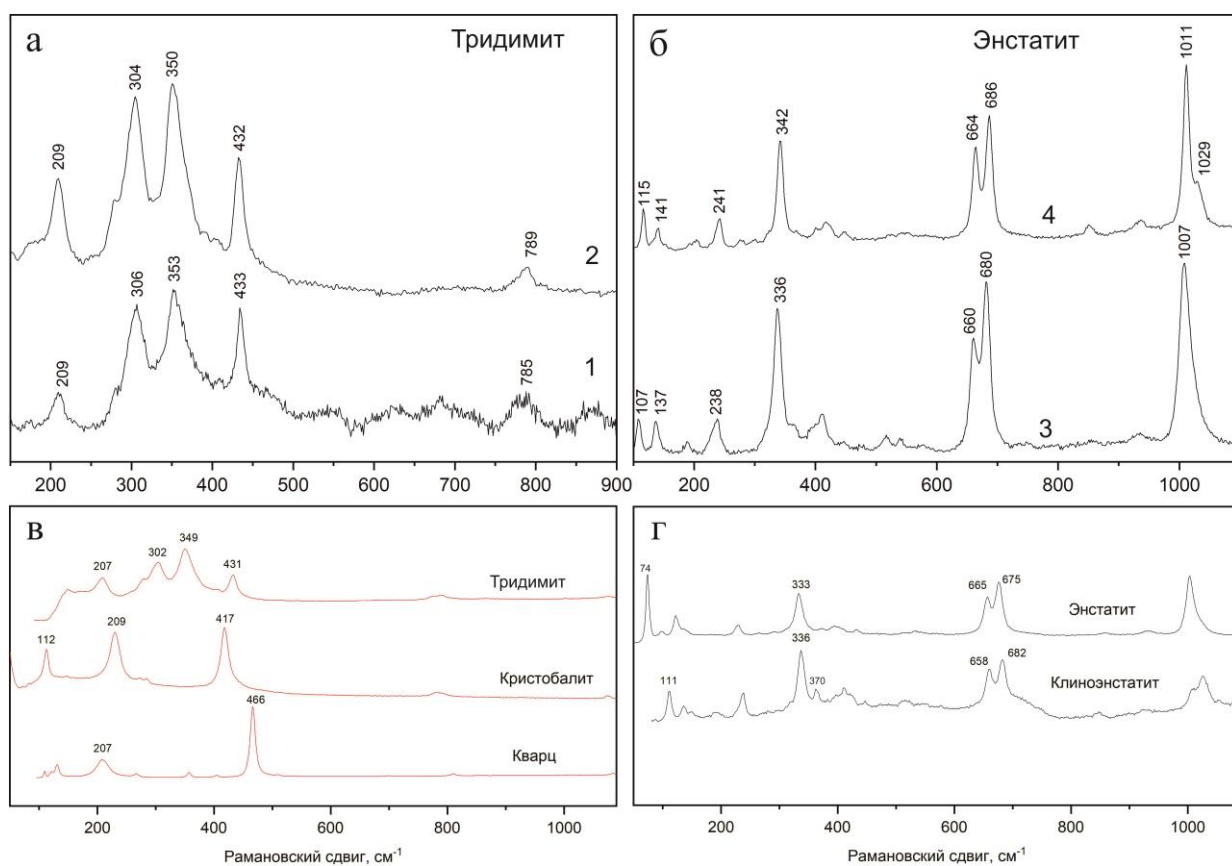 а
Тридимит
209
304
350
432
789
2
209
306
353
433
785
1
200 300 400 500 600 700 800 900
б
Энстатит
115
141
241
342
664
686
1011
1029
4
107
137
238
336
660
680
1007
3
200 400 600 800 1000
в
207
302
349
431
Тридимит
112
209
417
Кристобалит
207
466
Кварц
200 400 600 800 1000
Рамановский сдвиг, см-1
г
74
333
665
675
Энстатит
111
336
370
658
682
Клиноэнстатит
200 400 600 800 1000
Рамановский сдвиг, см-1